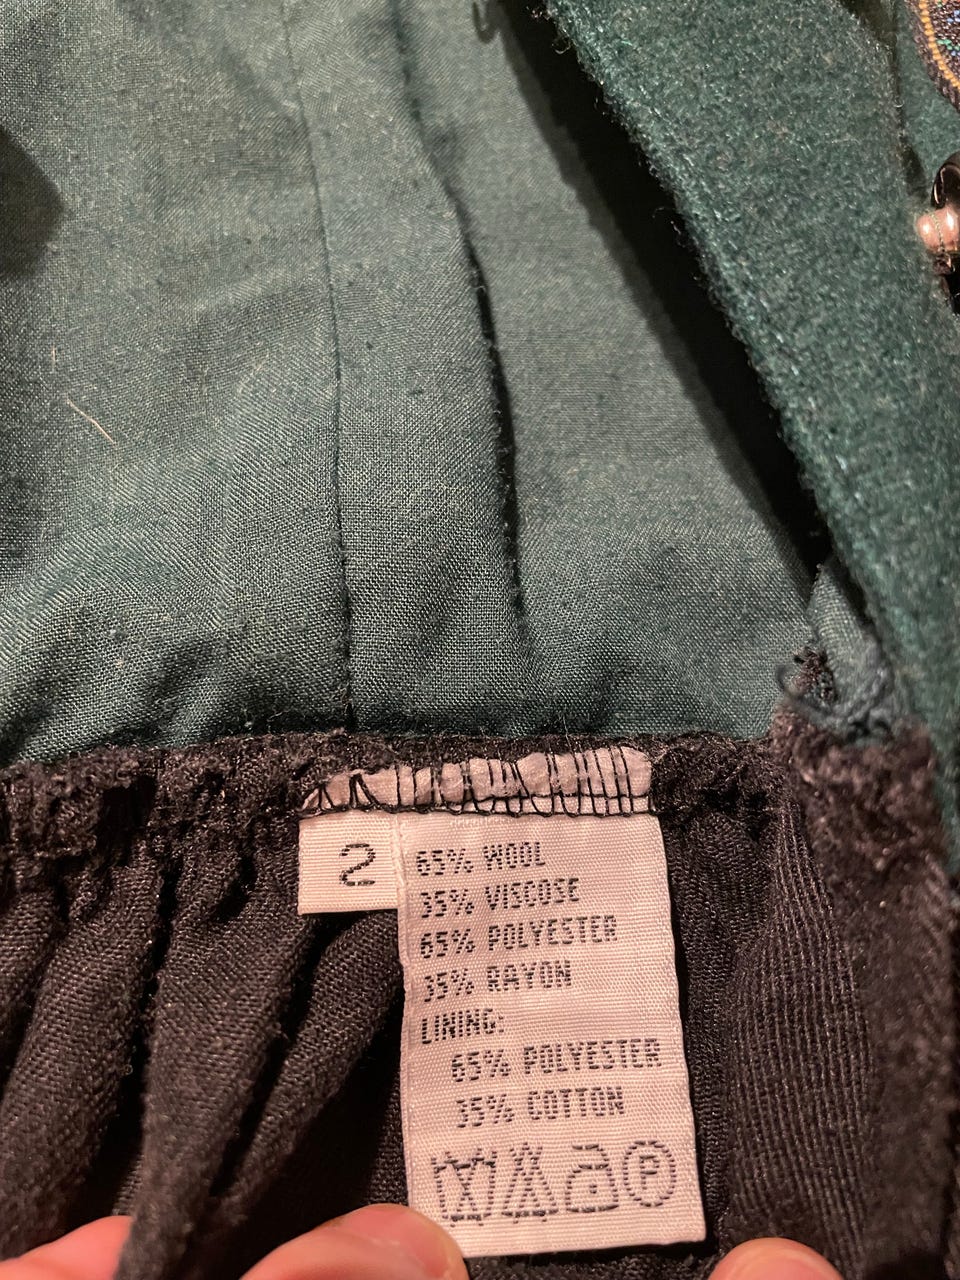 2
65% WOOL
35% VISCOSE
65% POLYESTER
35% RAYON
LINING:
65% POLYESTER
35% COTTON
P